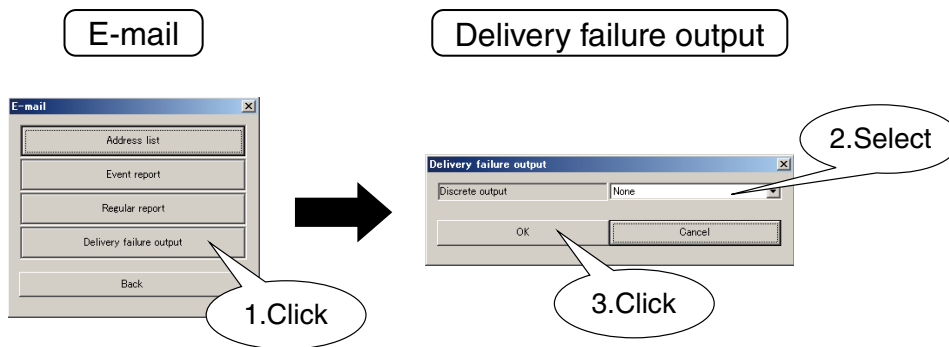 E-mail
Delivery failure output
E-mail
Address list
Event report
Regular report
Delivery failure output
Back
1.Click
Delivery failure output
Discrete output None
OK Cancel
2.Select
3.Click